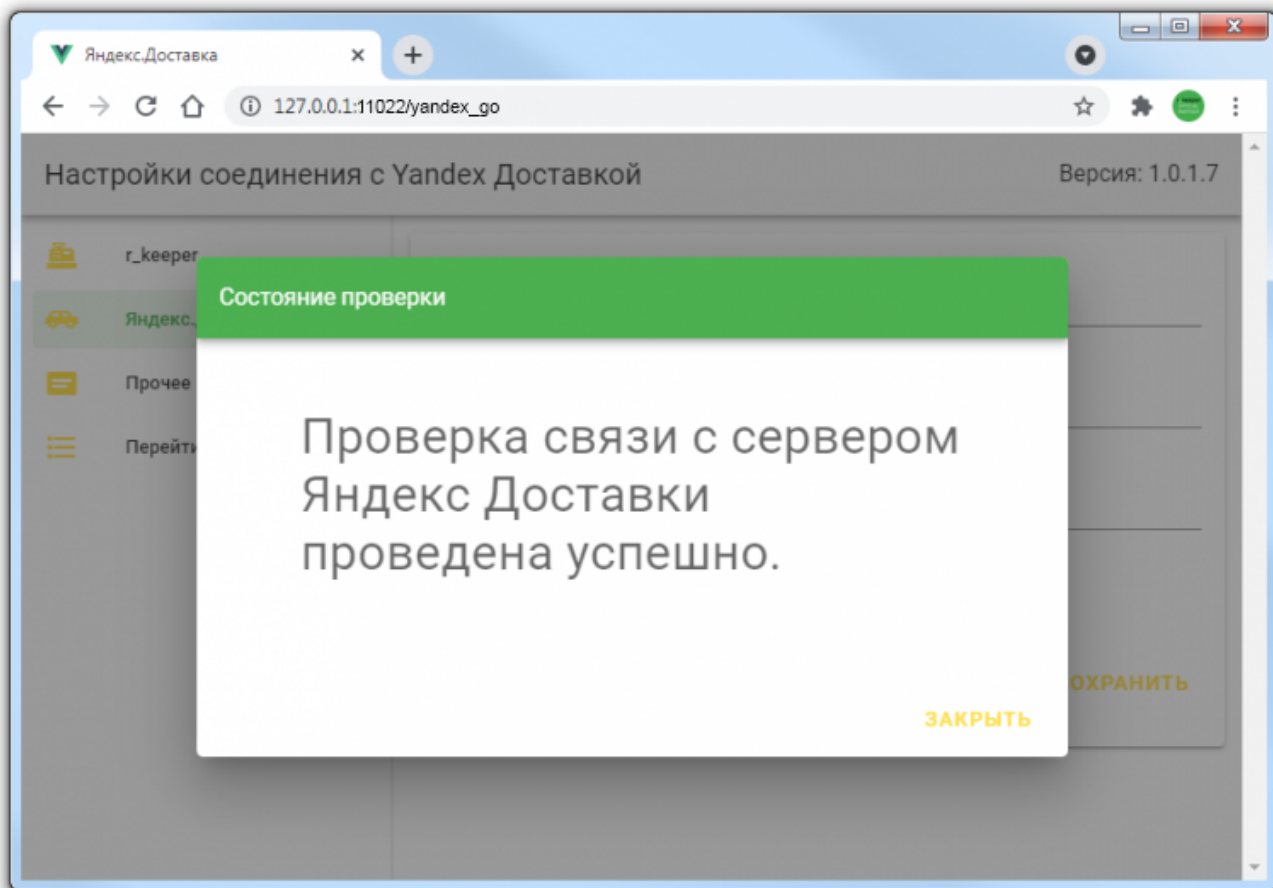 Яндекс.Доставка
127.0.0.1:11022/yandex_go
Настройки соединения с Yandex Доставкой
Версия: 1.0.1.7
r_keeper
Яндекс.
Прочее
Перейти
Состояние проверки
Проверка связи с сервером
Яндекс Доставки
проведена успешно.
ОХРАНИТЬ
ЗАКРЫТЬ